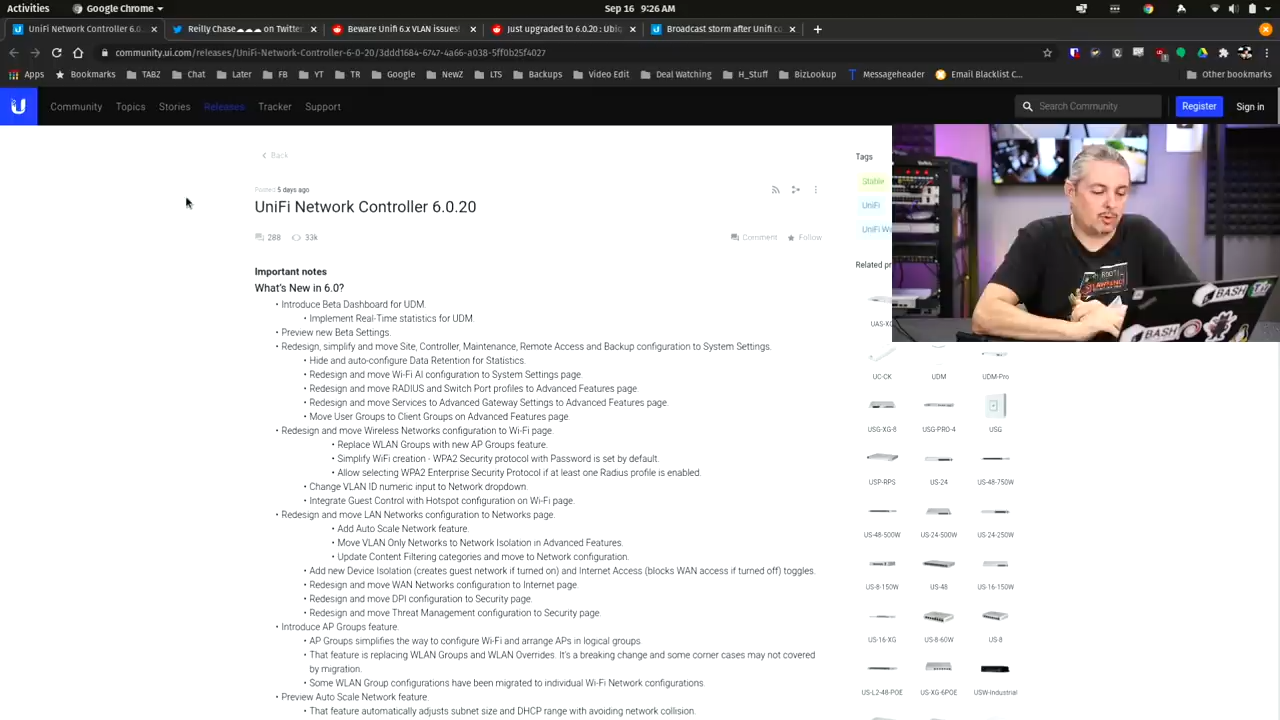 Activities
Google Chrome
Sep 16 9:26 AM
UniFi Network Controller 6.0.20
Reilly Chase on Twitter
Beware Unifi 6.x VLAN issues!
Just upgraded to 6.0.20 : Ubiq
Broadcast storm after Unifi co
community.ui.com/releases/UniFi-Network-Controller-6-0-20/3ddd1684-6747-4a66-a038-5ff0b25f4027
Apps Bookmarks TABZ Chat Later FB YT TR Google NewZ LTS Backups Video Edit Deal Watching H_Stuff BizLookup Messageheader Email Blacklist C... Other bookmarks
Community Topics Stories Releases Tracker Support Search Community Register Sign in
Back
Posted 5 days ago
UniFi Network Controller 6.0.20
288 33k Comment Follow
Important notes
What's New in 6.0?
• Introduce Beta Dashboard for UDM.
• Implement Real-Time statistics for UDM
• Preview new Beta Settings.
• Redesign, simplify and move Site, Controller, Maintenance, Remote Access and Backup configuration to System Settings.
• Hide and auto-configure Data Retention for Statistics.
• Redesign and move Wi-Fi AI configuration to System Settings page.
• Redesign and move RADIUS and Switch Port profiles to Advanced Features page.
• Redesign and move Services to Advanced Gateway Settings to Advanced Features page.
• Move User Groups to Client Groups on Advanced Features page.
• Redesign and move Wireless Networks configuration to Wi-Fi page.
• Replace WLAN Groups with new AP Groups feature.
• Simplify WiFi creation - WPA2 Security protocol with Password is set by default.
• Allow selecting WPA2 Enterprise Security Protocol if at least one Radius profile is enabled.
• Change VLAN ID numeric input to Network dropdown.
• Integrate Guest Control with Hotspot configuration on Wi-Fi page.
• Redesign and move LAN Networks configuration to Networks page.
• Add Auto Scale Network feature.
• Move VLAN Only Networks to Network Isolation in Advanced Features.
• Update Content Filtering categories and move to Network configuration.
• Add new Device Isolation (creates guest network if turned on) and Internet Access (blocks WAN access if turned off) toggles.
• Redesign and move WAN Networks configuration to Internet page.
• Redesign and move DPI configuration to Security page.
• Redesign and move Threat Management configuration to Security page.
• Introduce AP Groups feature.
• AP Groups simplifies the way to configure Wi-Fi and arrange APs in logical groups.
• That feature is replacing WLAN Groups and WLAN Overrides. It's a breaking change and some corner cases may not covered
by migration.
• Some WLAN Group configurations have been migrated to individual Wi-Fi Network configurations.
• Preview Auto Scale Network feature.
• That feature automatically adjusts subnet size and DHCP range with avoiding network collision.
Tags
Stable
UniFi
UniFi Wi
Related pr
UAS-XG
UC-CK UDM UDM-Pro
USG-XG-8 USG-PRO-4 USG
USP-RPS US-24 US-48-750W
US-48-500W US-24-500W US-24-250W
US-8-150W US-48 US-16-150W
US-16-XG US-8-60W US-8
US-L2-48-POE US-XG-6POE USW-Industrial
BASH